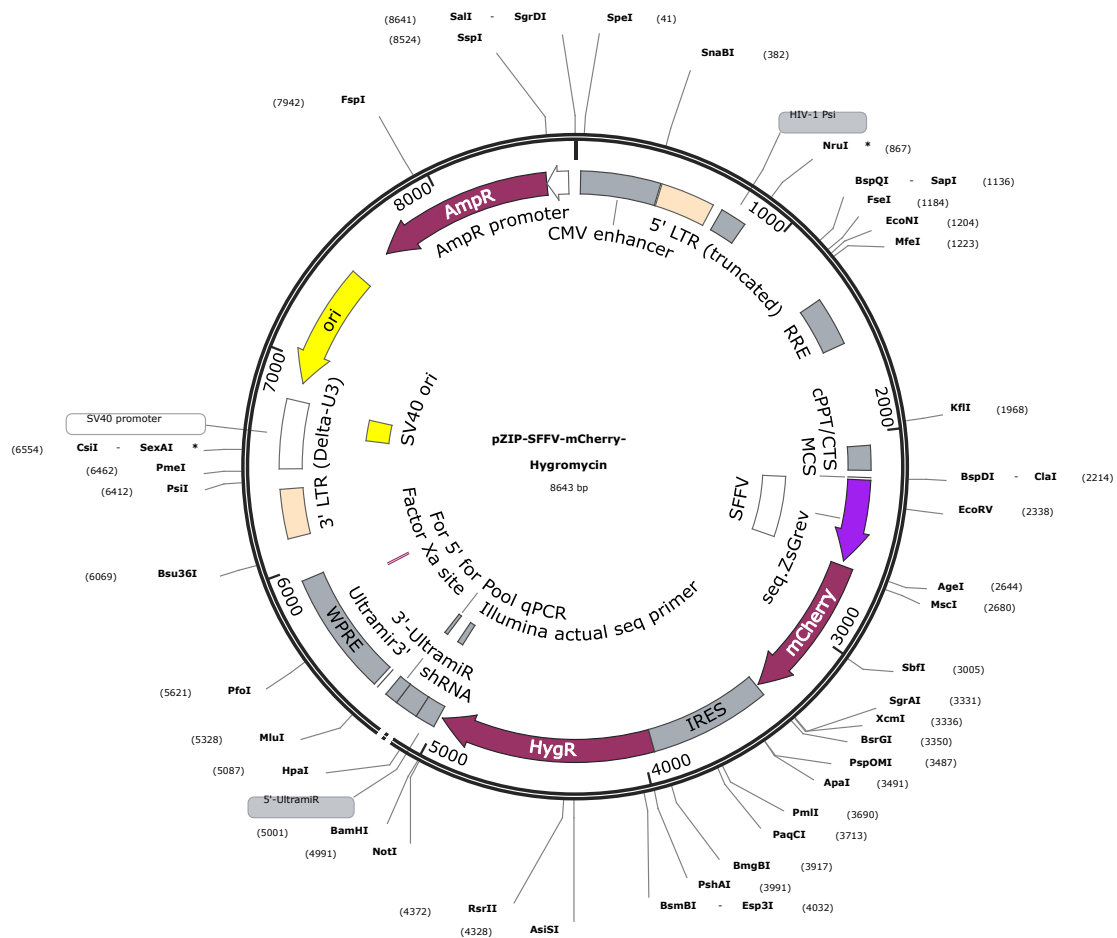 (8641) SalI - SgrDI
(8524) SspI
SpeI (41)
SnaBI (382)
(7942) FspI
HIV-1 Psi
NruI * (867)
BspQI - SapI (1136)
FseI (1184)
EcoNI (1204)
MfeI (1223)
8000
1000
AmpR
AmpR promoter
CMV enhancer
5' LTR (truncated)
RRE
ori
7000
2000
KflI (1968)
cPPT/CTS
MCS
SV40 promoter
SV40 ori
(6554) CsiI - SexAI *
(6462) PmeI
(6412) PsiI
3' LTR (Delta-U3)
pZIP-SFFV-mCherry-
Hygromycin
8643 bp
SFFV
BspDI - ClaI (2214)
EcoRV (2338)
seq.ZsGrev
(6069) Bsu36I
6000
AgeI (2644)
MscI (2680)
mCherry
3000
Factor Xa site
For 5' for Pool qPCR
Illumina actual seq primer
WPRE
Ultramir3'
3'-UltramiR
shRNA
SbfI (3005)
SgrAI (3331)
XcmI (3336)
BsrGI (3350)
PspOMI (3487)
ApaI (3491)
(5621) PfoI
(5328) MluI
(5087) HpaI
5'-UltramiR
(5001) BamHI
(4991) NotI
5000
HygR
IRES
4000
PmlI (3690)
PaqCI (3713)
BmgBI (3917)
PshAI (3991)
BsmBI - Esp3I (4032)
(4372) RsrII
(4328) AsiSI